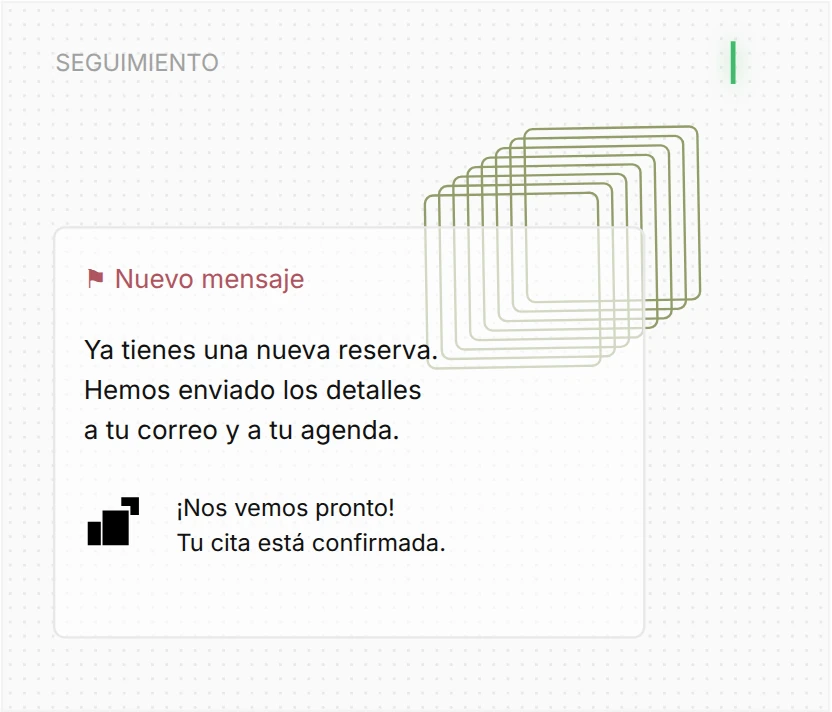 SEGUIMIENTO
⚑ Nuevo mensaje
Ya tienes una nueva reserva.
Hemos enviado los detalles
a tu correo y a tu agenda.
¡Nos vemos pronto!
Tu cita está confirmada.